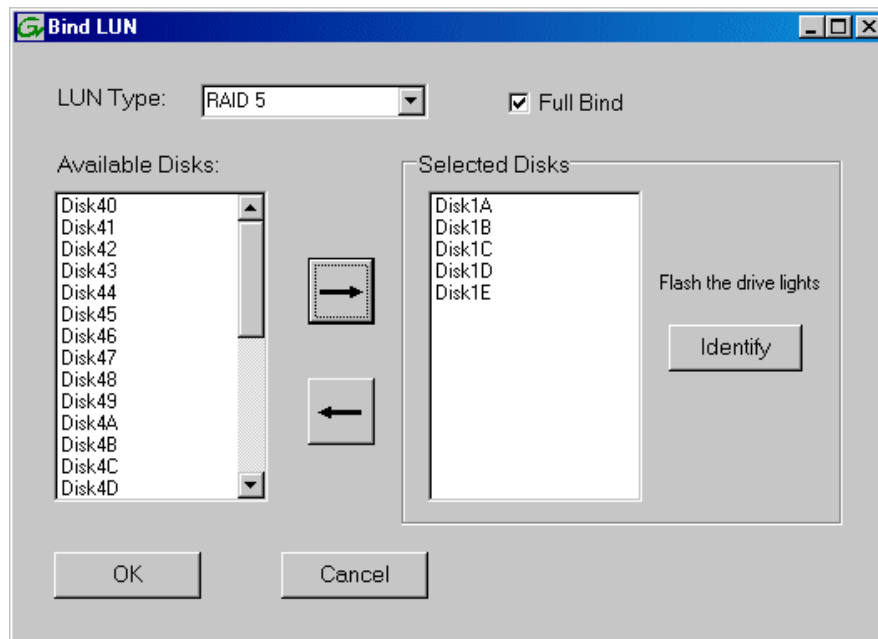 Bind LUN
LUN Type:
RAID 5
Full Bind
Available Disks:
Disk40
Disk41
Disk42
Disk43
Disk44
Disk45
Disk46
Disk47
Disk48
Disk49
Disk4A
Disk4B
Disk4C
Disk4D
Selected Disks
Disk1A
Disk1B
Disk1C
Disk1D
Disk1E
Flash the drive lights
Identify
OK
Cancel